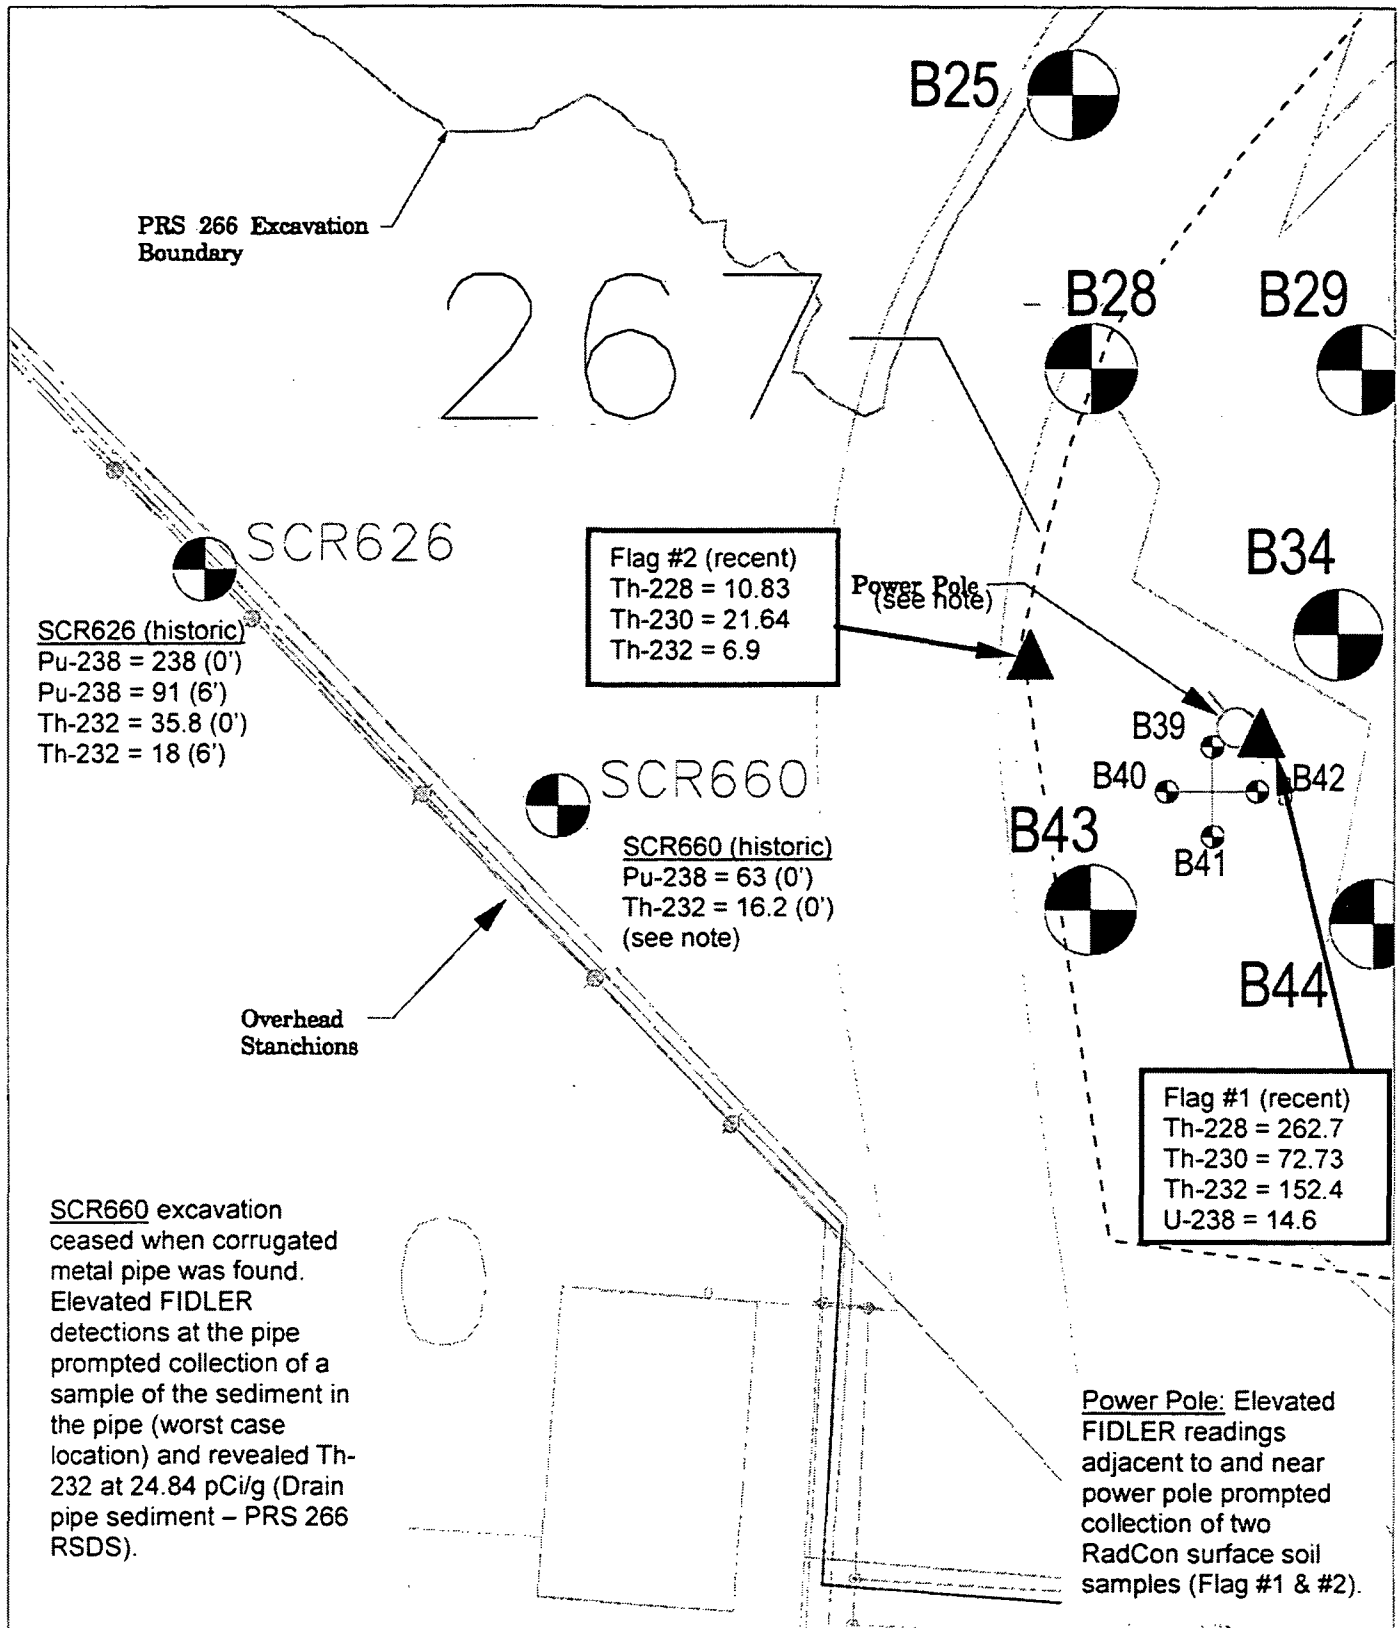 B25
PRS 266 Excavation
Boundary
267
B28
B29
SCR626
SCR626 (historic)
Pu-238 = 238 (0')
Pu-238 = 91 (6')
Th-232 = 35.8 (0')
Th-232 = 18 (6')
Flag #2 (recent)
Th-228 = 10.83
Th-230 = 21.64
Th-232 = 6.9
Power Pole
(see note)
B34
B39
B40
B42
B41
SCR660
SCR660 (historic)
Pu-238 = 63 (0')
Th-232 = 16.2 (0')
(see note)
B43
B44
Overhead
Stanchions
Flag #1 (recent)
Th-228 = 262.7
Th-230 = 72.73
Th-232 = 152.4
U-238 = 14.6
SCR660 excavation
ceased when corrugated
metal pipe was found.
Elevated FIDLER
detections at the pipe
prompted collection of a
sample of the sediment in
the pipe (worst case
location) and revealed Th-
232 at 24.84 pCi/g (Drain
pipe sediment – PRS 266
RSDS).
Power Pole: Elevated
FIDLER readings
adjacent to and near
power pole prompted
collection of two
RadCon surface soil
samples (Flag #1 & #2).